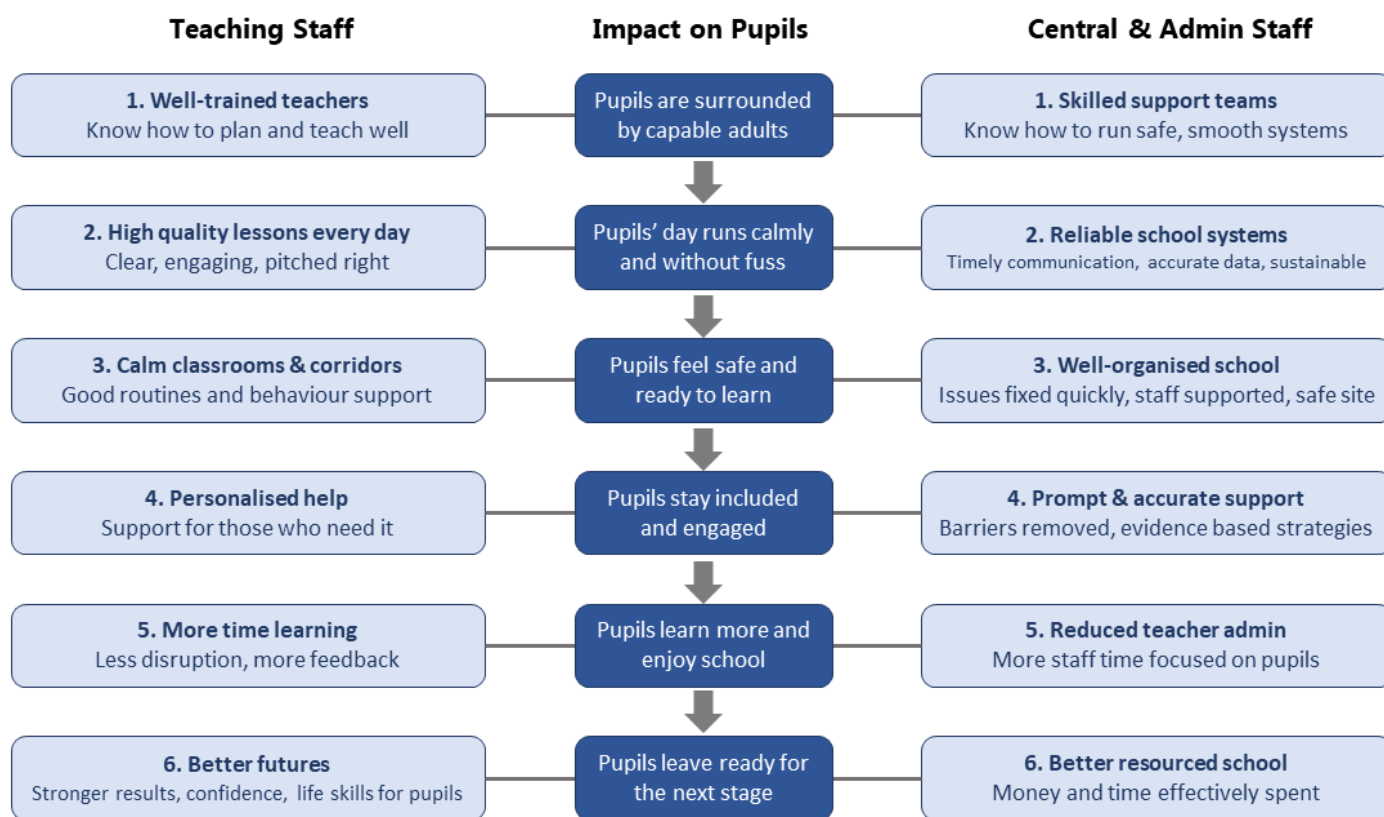 Teaching Staff
Impact on Pupils
Central & Admin Staff
1. Well-trained teachers
Know how to plan and teach well
Pupils are surrounded
by capable adults
1. Skilled support teams
Know how to run safe, smooth systems
2. High quality lessons every day
Clear, engaging, pitched right
Pupils’ day runs calmly
and without fuss
2. Reliable school systems
Timely communication, accurate data, sustainable
3. Calm classrooms & corridors
Good routines and behaviour support
Pupils feel safe and
ready to learn
3. Well-organised school
Issues fixed quickly, staff supported, safe site
4. Personalised help
Support for those who need it
Pupils stay included
and engaged
4. Prompt & accurate support
Barriers removed, evidence based strategies
5. More time learning
Less disruption, more feedback
Pupils learn more and
enjoy school
5. Reduced teacher admin
More staff time focused on pupils
6. Better futures
Stronger results, confidence, life skills for pupils
Pupils leave ready for
the next stage
6. Better resourced school
Money and time effectively spent